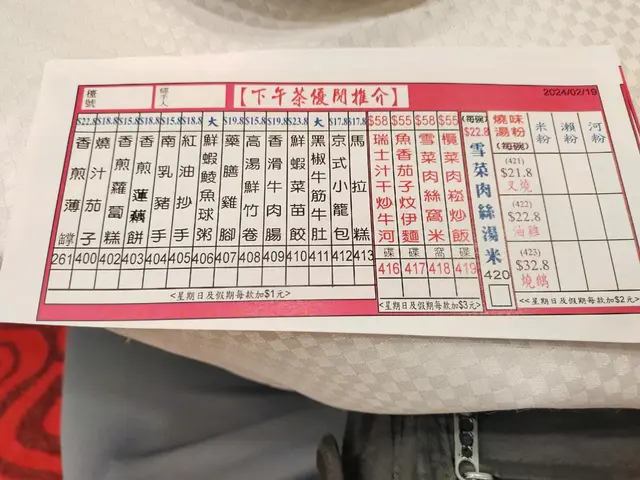 檯號
經手人
【下午茶優閒推介】
2024/02/19
$22.8 香煎薄罉 261
$18.8 燒汁茄子 400
$18.8 香煎蘿蔔糕 402
$15.8 香煎蓮藕餅 403
$18.8 南乳豬手 404
$18.8 紅油抄手 405
大 鮮蝦鯪魚球粥 406
$19.8 藥膳雞腳 407
$15.8 高湯鮮竹卷 408
$19.8 香滑牛肉腸 409
$23.8 鮮蝦菜苗餃 410
大 黑椒牛筋牛肚 411
$17.8 京式小籠包 412
$17.8 馬拉糕 413
<星期日及假期每款加$1元>
$58 瑞士汁干炒牛河 碟 416
$55 魚香茄子炆伊麵 碟 417
$58 雪菜肉絲窩米 窩 418
$55 欖菜肉崧炒飯 碟 419
<星期日及假期每款加$3元>
(每碗) $22.8 雪菜肉絲湯米 420
燒味湯粉 (每碗)
米粉
瀨粉
河粉
(421) $21.8 叉燒
(422) $22.8 油雞
(423) $32.8 燒鵝
<<星期日及假期每款加$2元>